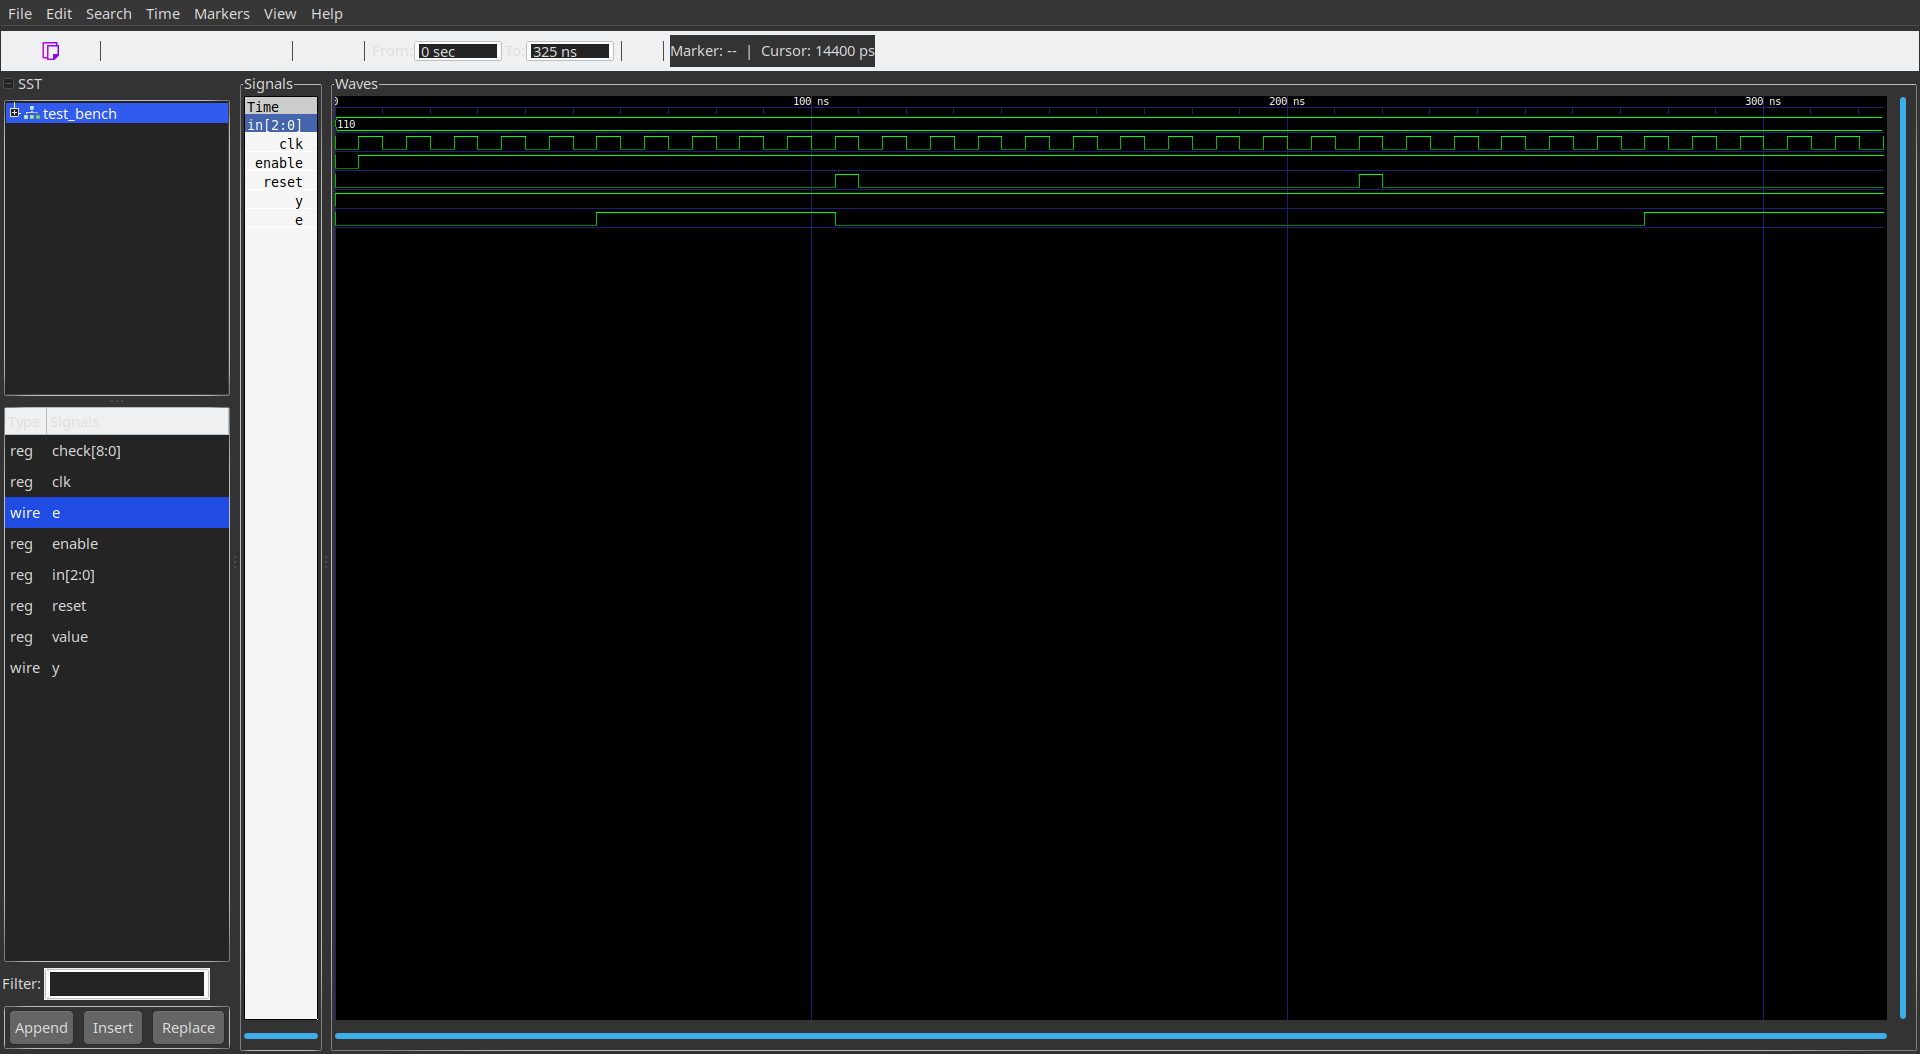 File Edit Search Time Markers View Help
From: 0 sec To: 325 ns Marker: -- | Cursor: 14400 ps
SST
test_bench
Type Signals
reg check[8:0]
reg clk
wire e
reg enable
reg in[2:0]
reg reset
reg value
wire y
Filter:
Append Insert Replace
Signals
Time
in[2:0]
clk
enable
reset
y
e
Waves
0 100 ns 200 ns 300 ns
110